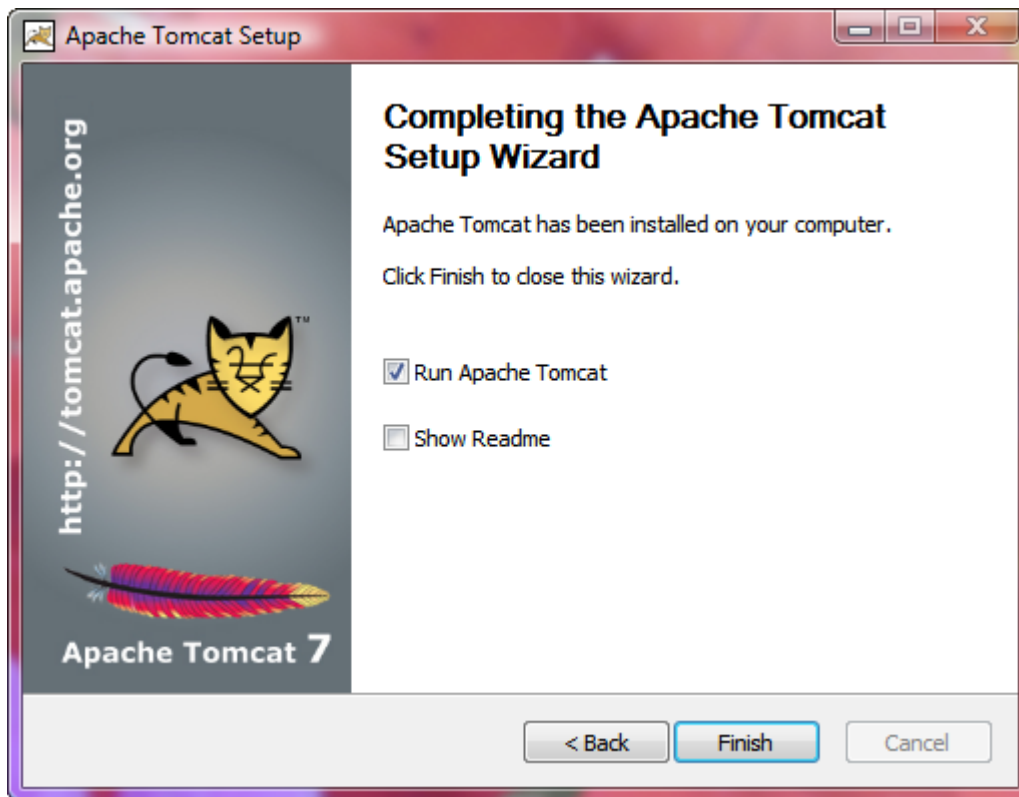 Apache Tomcat Setup
http://tomcat.apache.org
TM
Apache Tomcat 7
Completing the Apache Tomcat
Setup Wizard
Apache Tomcat has been installed on your computer.
Click Finish to close this wizard.
Run Apache Tomcat
Show Readme
< Back
Finish
Cancel